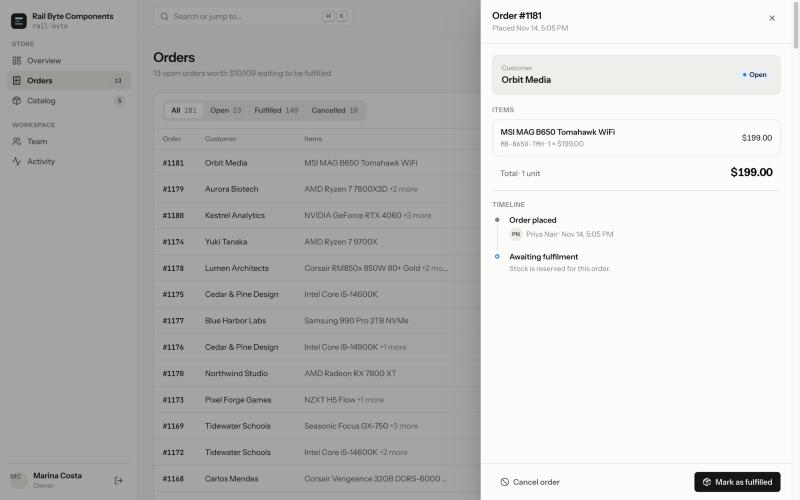 Rail Byte Components
rail-byte
STORE
Overview
Orders 13
Catalog 5
WORKSPACE
Team
Activity
MC Marina Costa
Owner
Search or jump to... ⌘ K
Orders
13 open orders worth $10,109 waiting to be fulfilled
All 181 Open 13 Fulfilled 149 Cancelled 19
Order Customer Items
#1181 Orbit Media MSI MAG B650 Tomahawk WiFi
#1179 Aurora Biotech AMD Ryzen 7 7800X3D +2 more
#1180 Kestrel Analytics NVIDIA GeForce RTX 4060 +3 more
#1174 Yuki Tanaka AMD Ryzen 7 9700X
#1178 Lumen Architects Corsair RM850x 850W 80+ Gold +2 mo...
#1175 Cedar & Pine Design Intel Core i5-14600K
#1177 Blue Harbor Labs Samsung 990 Pro 2TB NVMe
#1176 Cedar & Pine Design Intel Core i9-14900K +1 more
#1170 Northwind Studio AMD Radeon RX 7800 XT
#1173 Pixel Forge Games NZXT H5 Flow +1 more
#1169 Tidewater Schools Seasonic Focus GX-750 +3 more
#1172 Tidewater Schools Intel Core i5-14600K +2 more
#1168 Carlos Mendes Corsair Vengeance 32GB DDR5-6000 ...
Order #1181
Placed Nov 14, 5:05 PM
Customer
Orbit Media
Open
ITEMS
MSI MAG B650 Tomahawk WiFi
MB-B650-TMH · 1 × $199.00
$199.00
Total · 1 unit $199.00
TIMELINE
Order placed
PN Priya Nair · Nov 14, 5:05 PM
Awaiting fulfilment
Stock is reserved for this order.
Cancel order
Mark as fulfilled